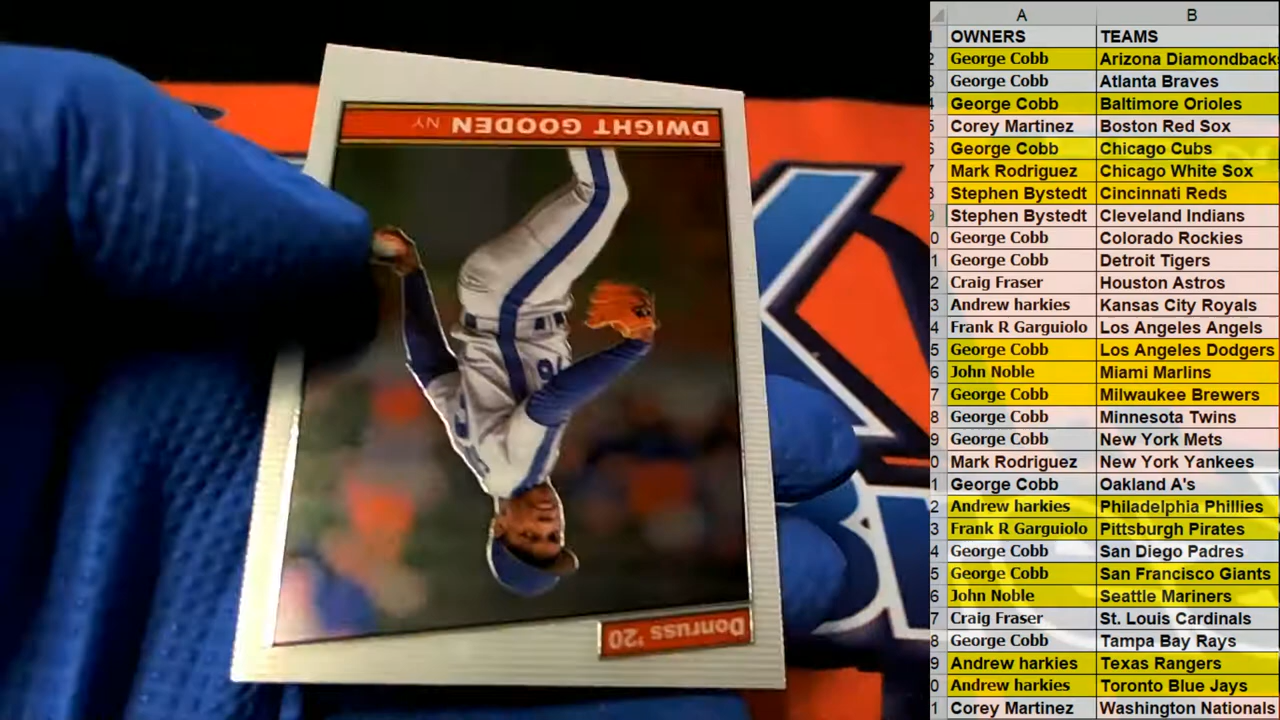 DWIGHT GOODEN NY
Donruss '20
A B
OWNERS TEAMS
George Cobb Arizona Diamondbacks
George Cobb Atlanta Braves
George Cobb Baltimore Orioles
Corey Martinez Boston Red Sox
George Cobb Chicago Cubs
Mark Rodriguez Chicago White Sox
Stephen Bystedt Cincinnati Reds
Stephen Bystedt Cleveland Indians
George Cobb Colorado Rockies
George Cobb Detroit Tigers
Craig Fraser Houston Astros
Andrew harkies Kansas City Royals
Frank R Garguiolo Los Angeles Angels
George Cobb Los Angeles Dodgers
John Noble Miami Marlins
George Cobb Milwaukee Brewers
George Cobb Minnesota Twins
George Cobb New York Mets
Mark Rodriguez New York Yankees
George Cobb Oakland A's
Andrew harkies Philadelphia Phillies
Frank R Garguiolo Pittsburgh Pirates
George Cobb San Diego Padres
George Cobb San Francisco Giants
John Noble Seattle Mariners
Craig Fraser St. Louis Cardinals
George Cobb Tampa Bay Rays
Andrew harkies Texas Rangers
Andrew harkies Toronto Blue Jays
Corey Martinez Washington Nationals